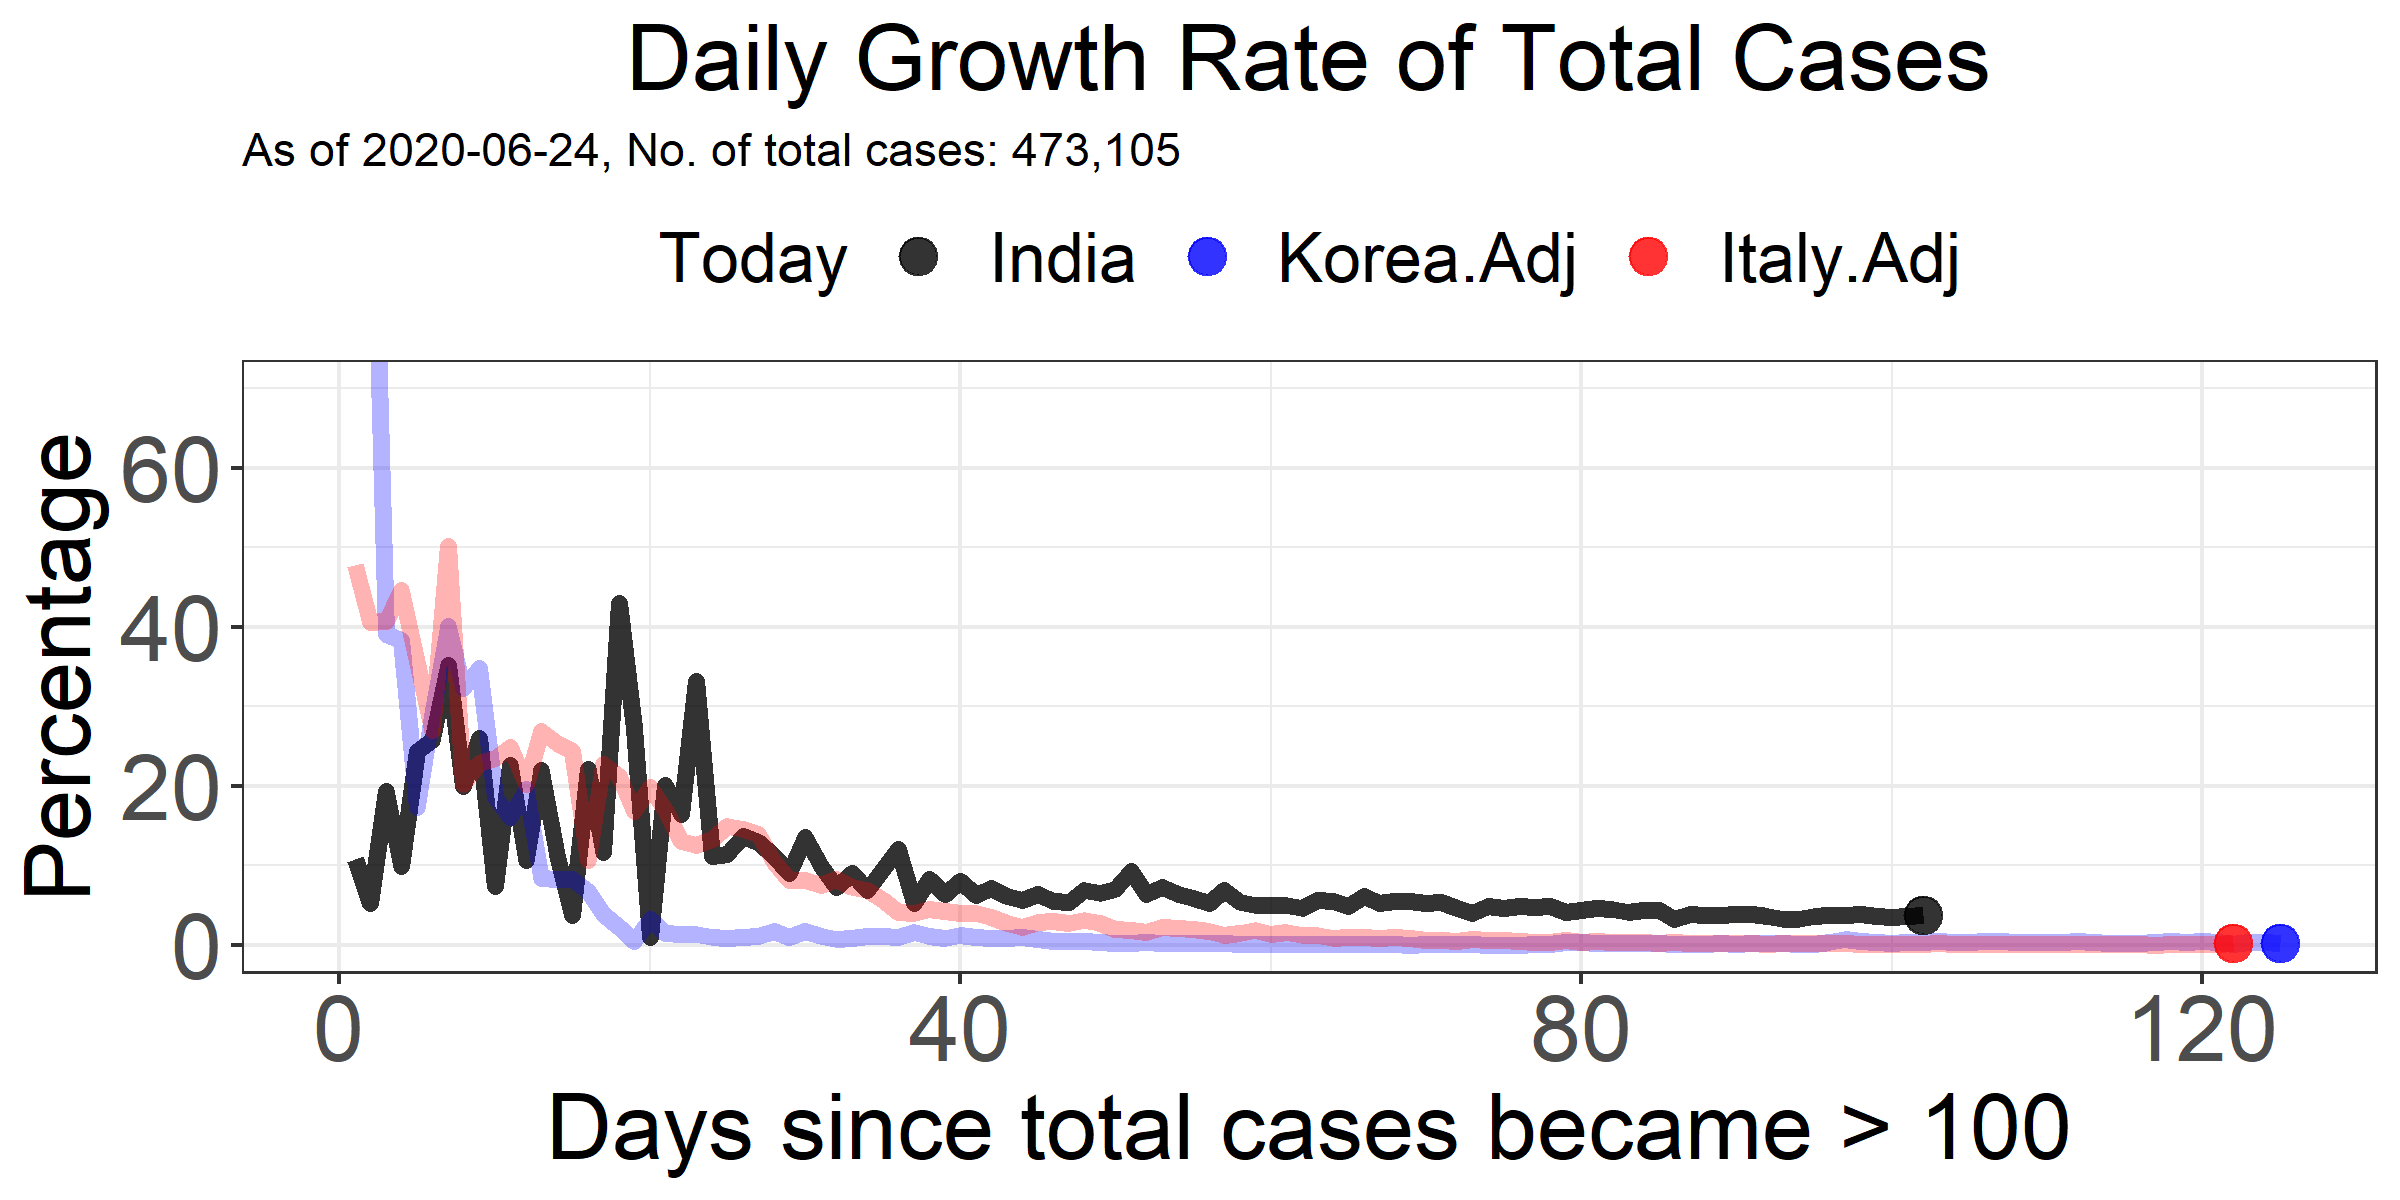 Daily Growth Rate of Total Cases
As of 2020-06-24, No. of total cases: 473,105
Today India Korea.Adj Italy.Adj
Percentage
60
40
20
0
0 40 80 120
Days since total cases became > 100